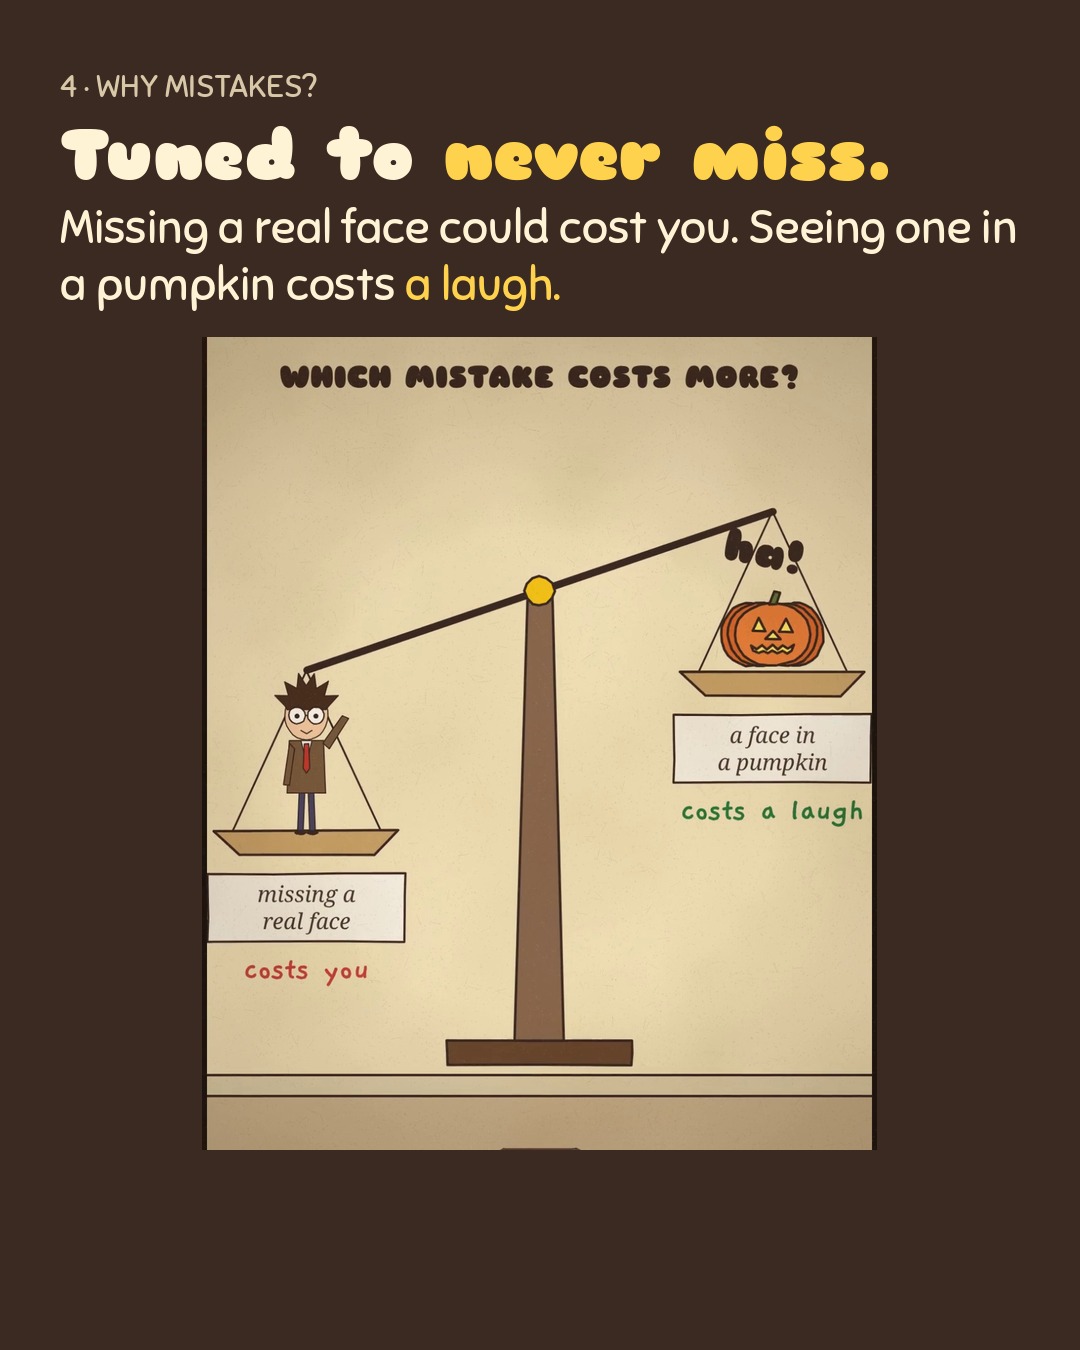 4 · WHY MISTAKES?
Tuned to never miss.
Missing a real face could cost you. Seeing one in
a pumpkin costs a laugh.
WHICH MISTAKE COSTS MORE?
ha!
a face in
a pumpkin
costs a laugh
missing a
real face
costs you